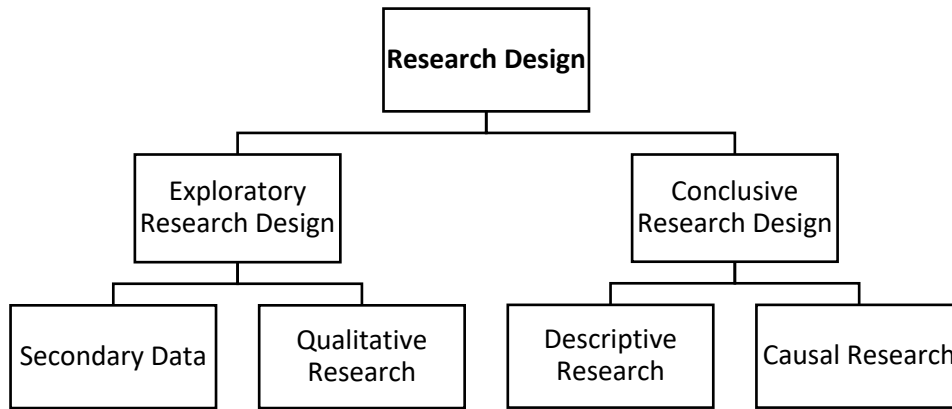 Research Design
Exploratory
Research Design
Conclusive
Research Design
Secondary Data
Qualitative
Research
Descriptive
Research
Causal Research